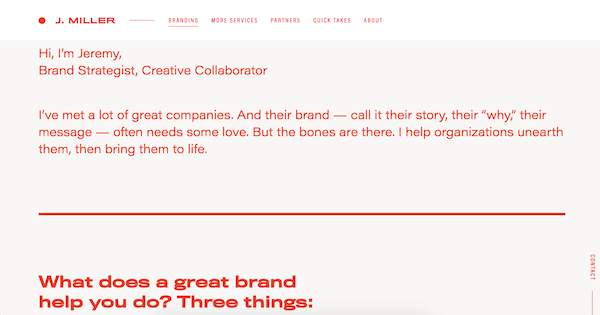 J. MILLER
BRANDING MORE SERVICES PARTNERS QUICK TAKES ABOUT
Hi, I’m Jeremy,
Brand Strategist, Creative Collaborator
I’ve met a lot of great companies. And their brand — call it their story, their “why,” their
message — often needs some love. But the bones are there. I help organizations unearth
them, then bring them to life.
CONTACT
What does a great brand
help you do? Three things: